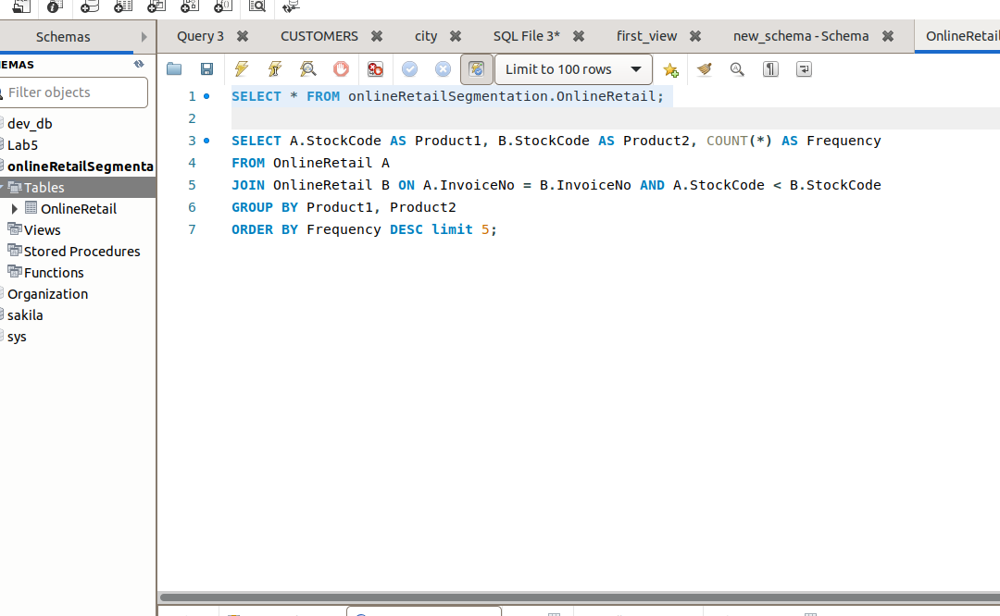 Schemas
Query 3
CUSTOMERS
city
SQL File 3*
first_view
new_schema - Schema
OnlineRetail
EMAS
Filter objects
Limit to 100 rows
dev_db
Lab5
onlineRetailSegmenta
Tables
OnlineRetail
Views
Stored Procedures
Functions
Organization
sakila
sys
1 SELECT * FROM onlineRetailSegmentation.OnlineRetail;
2
3 SELECT A.StockCode AS Product1, B.StockCode AS Product2, COUNT(*) AS Frequency
4 FROM OnlineRetail A
5 JOIN OnlineRetail B ON A.InvoiceNo = B.InvoiceNo AND A.StockCode < B.StockCode
6 GROUP BY Product1, Product2
7 ORDER BY Frequency DESC limit 5;